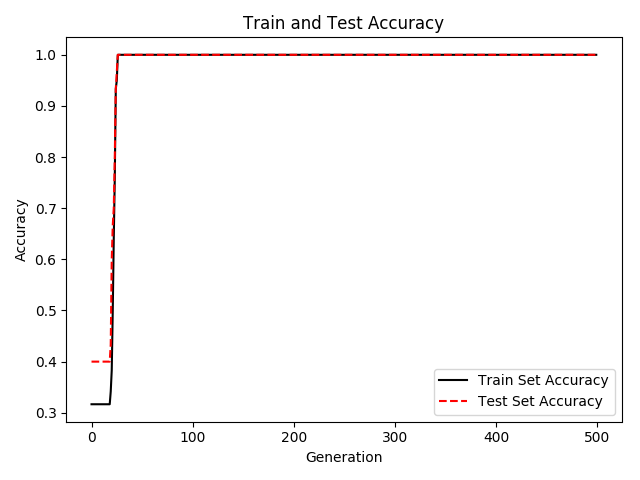 Train and Test Accuracy
1.0
0.9
0.8
0.7
0.6
0.5
0.4
0.3
Accuracy
0 100 200 300 400 500
Generation
Train Set Accuracy
Test Set Accuracy